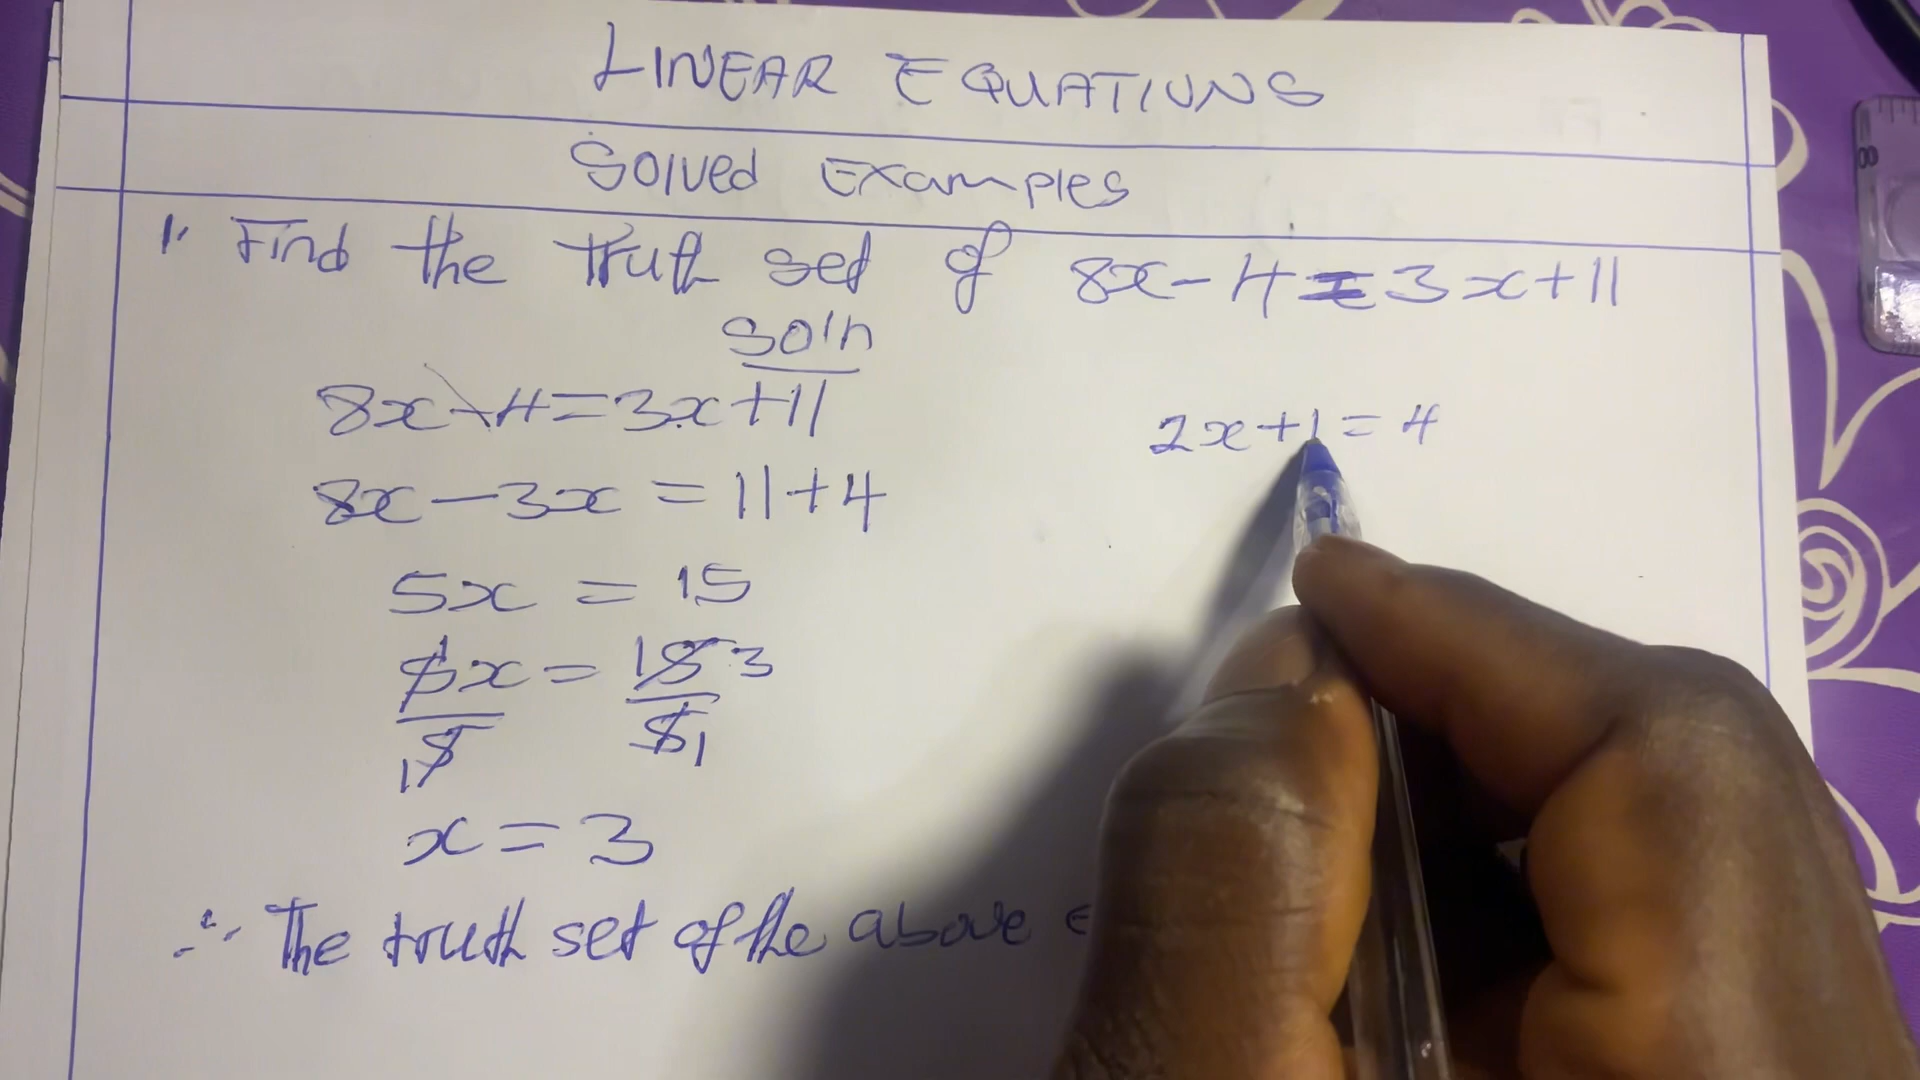 LINEAR EQUATIONS
Solved Examples
1. Find the truth set of 8x-4=3x+11
soln
8x-4=3x+11
8x-3x=11+4
5x=15
5x/5=15/5 1 1 3 1
x=3
∴ The truth set of the above
2x+1=4
8